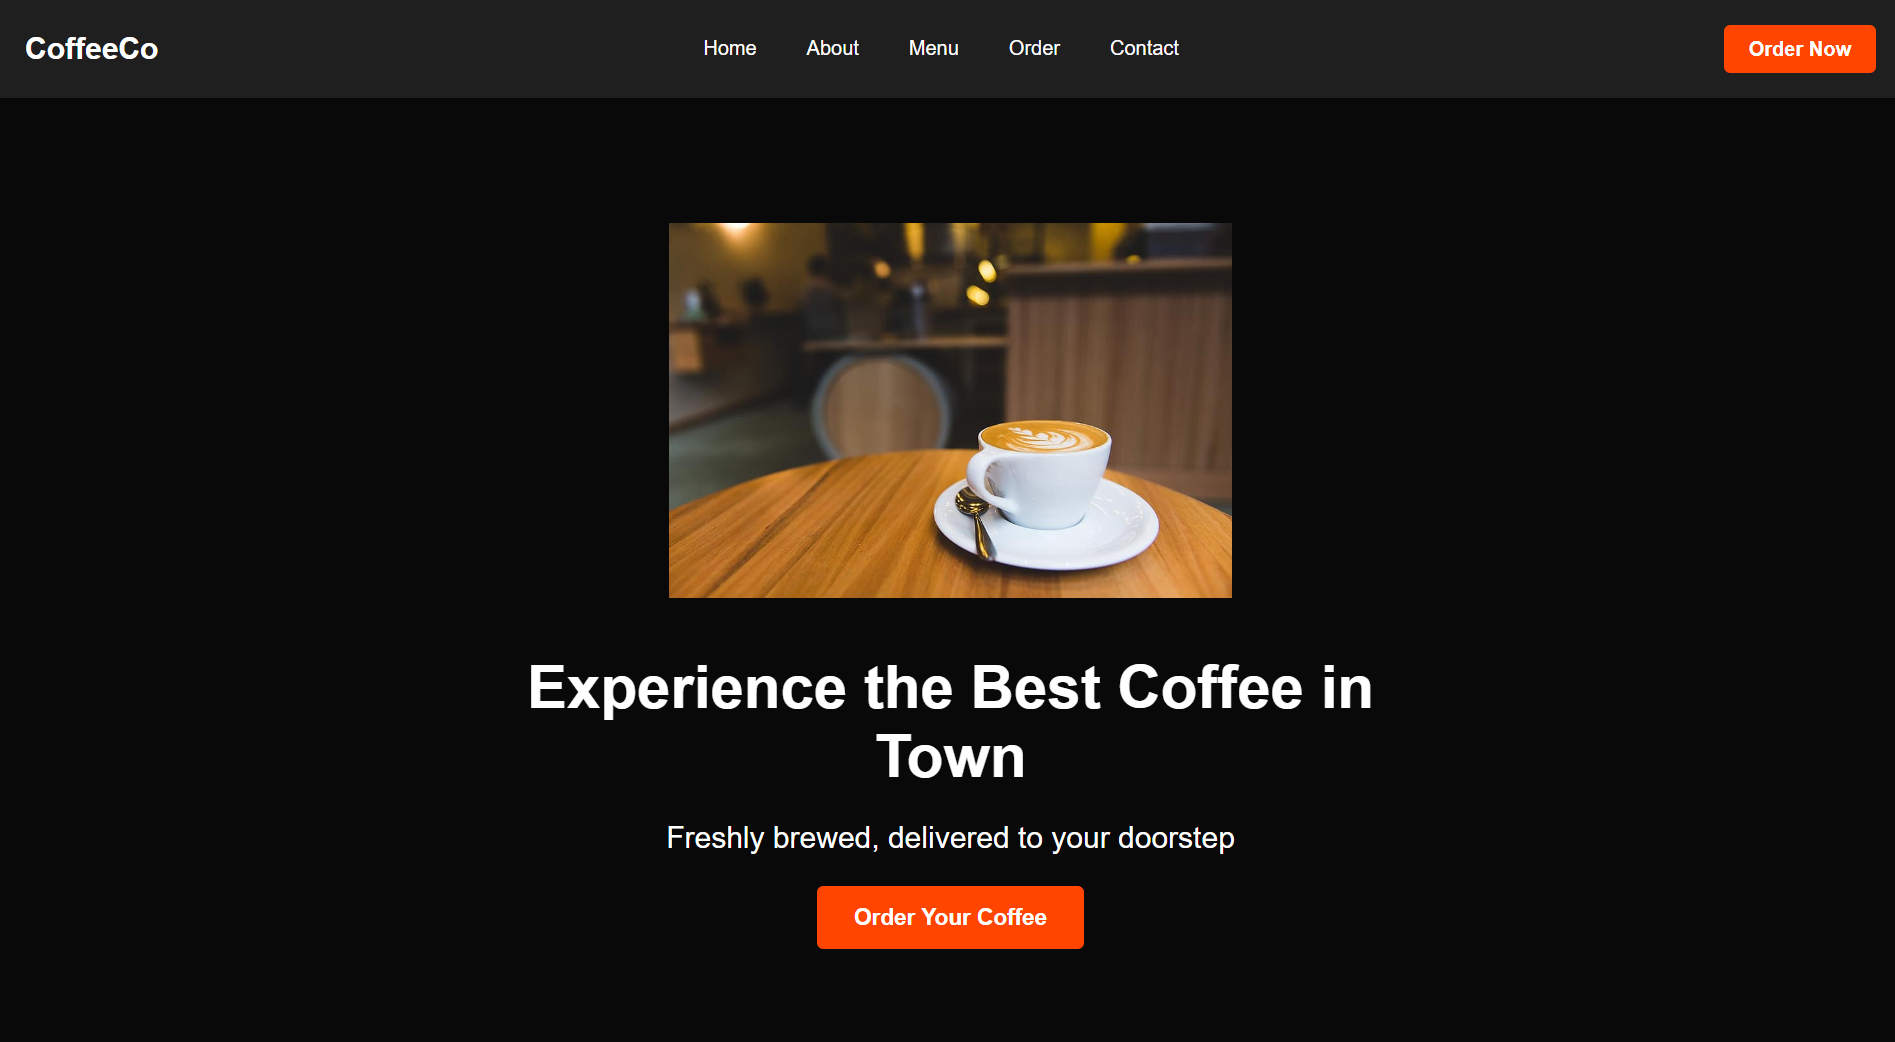 CoffeeCo
Home About Menu Order Contact
Order Now
Experience the Best Coffee in
Town
Freshly brewed, delivered to your doorstep
Order Your Coffee